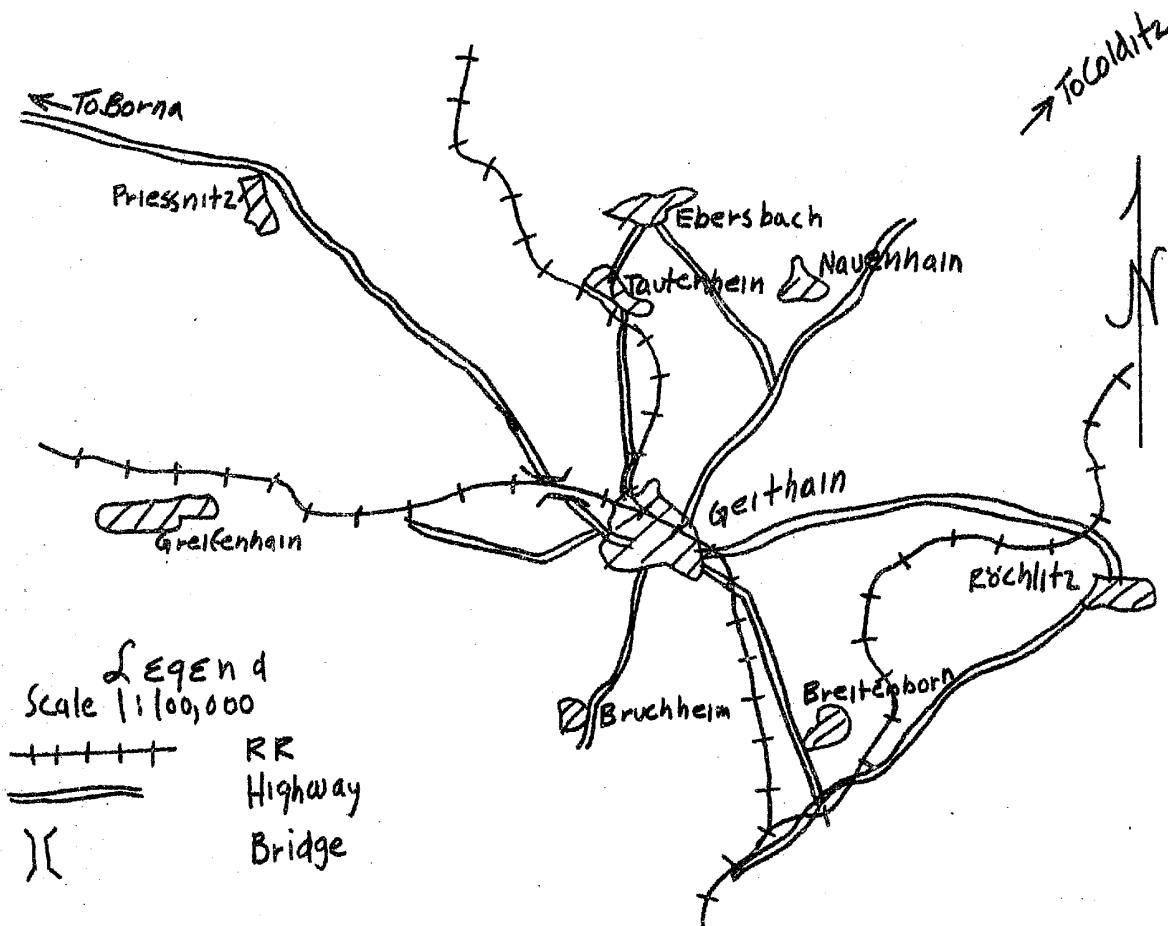 To Colditz
To Borna
Priessnitz
Ebersbach
Nauenhain
Tautenhein
N
Geithain
Greifenhain
Röchlitz
Legend
Scale 1:100,000
Bruchheim
Breitenborn
RR
Highway
Bridge